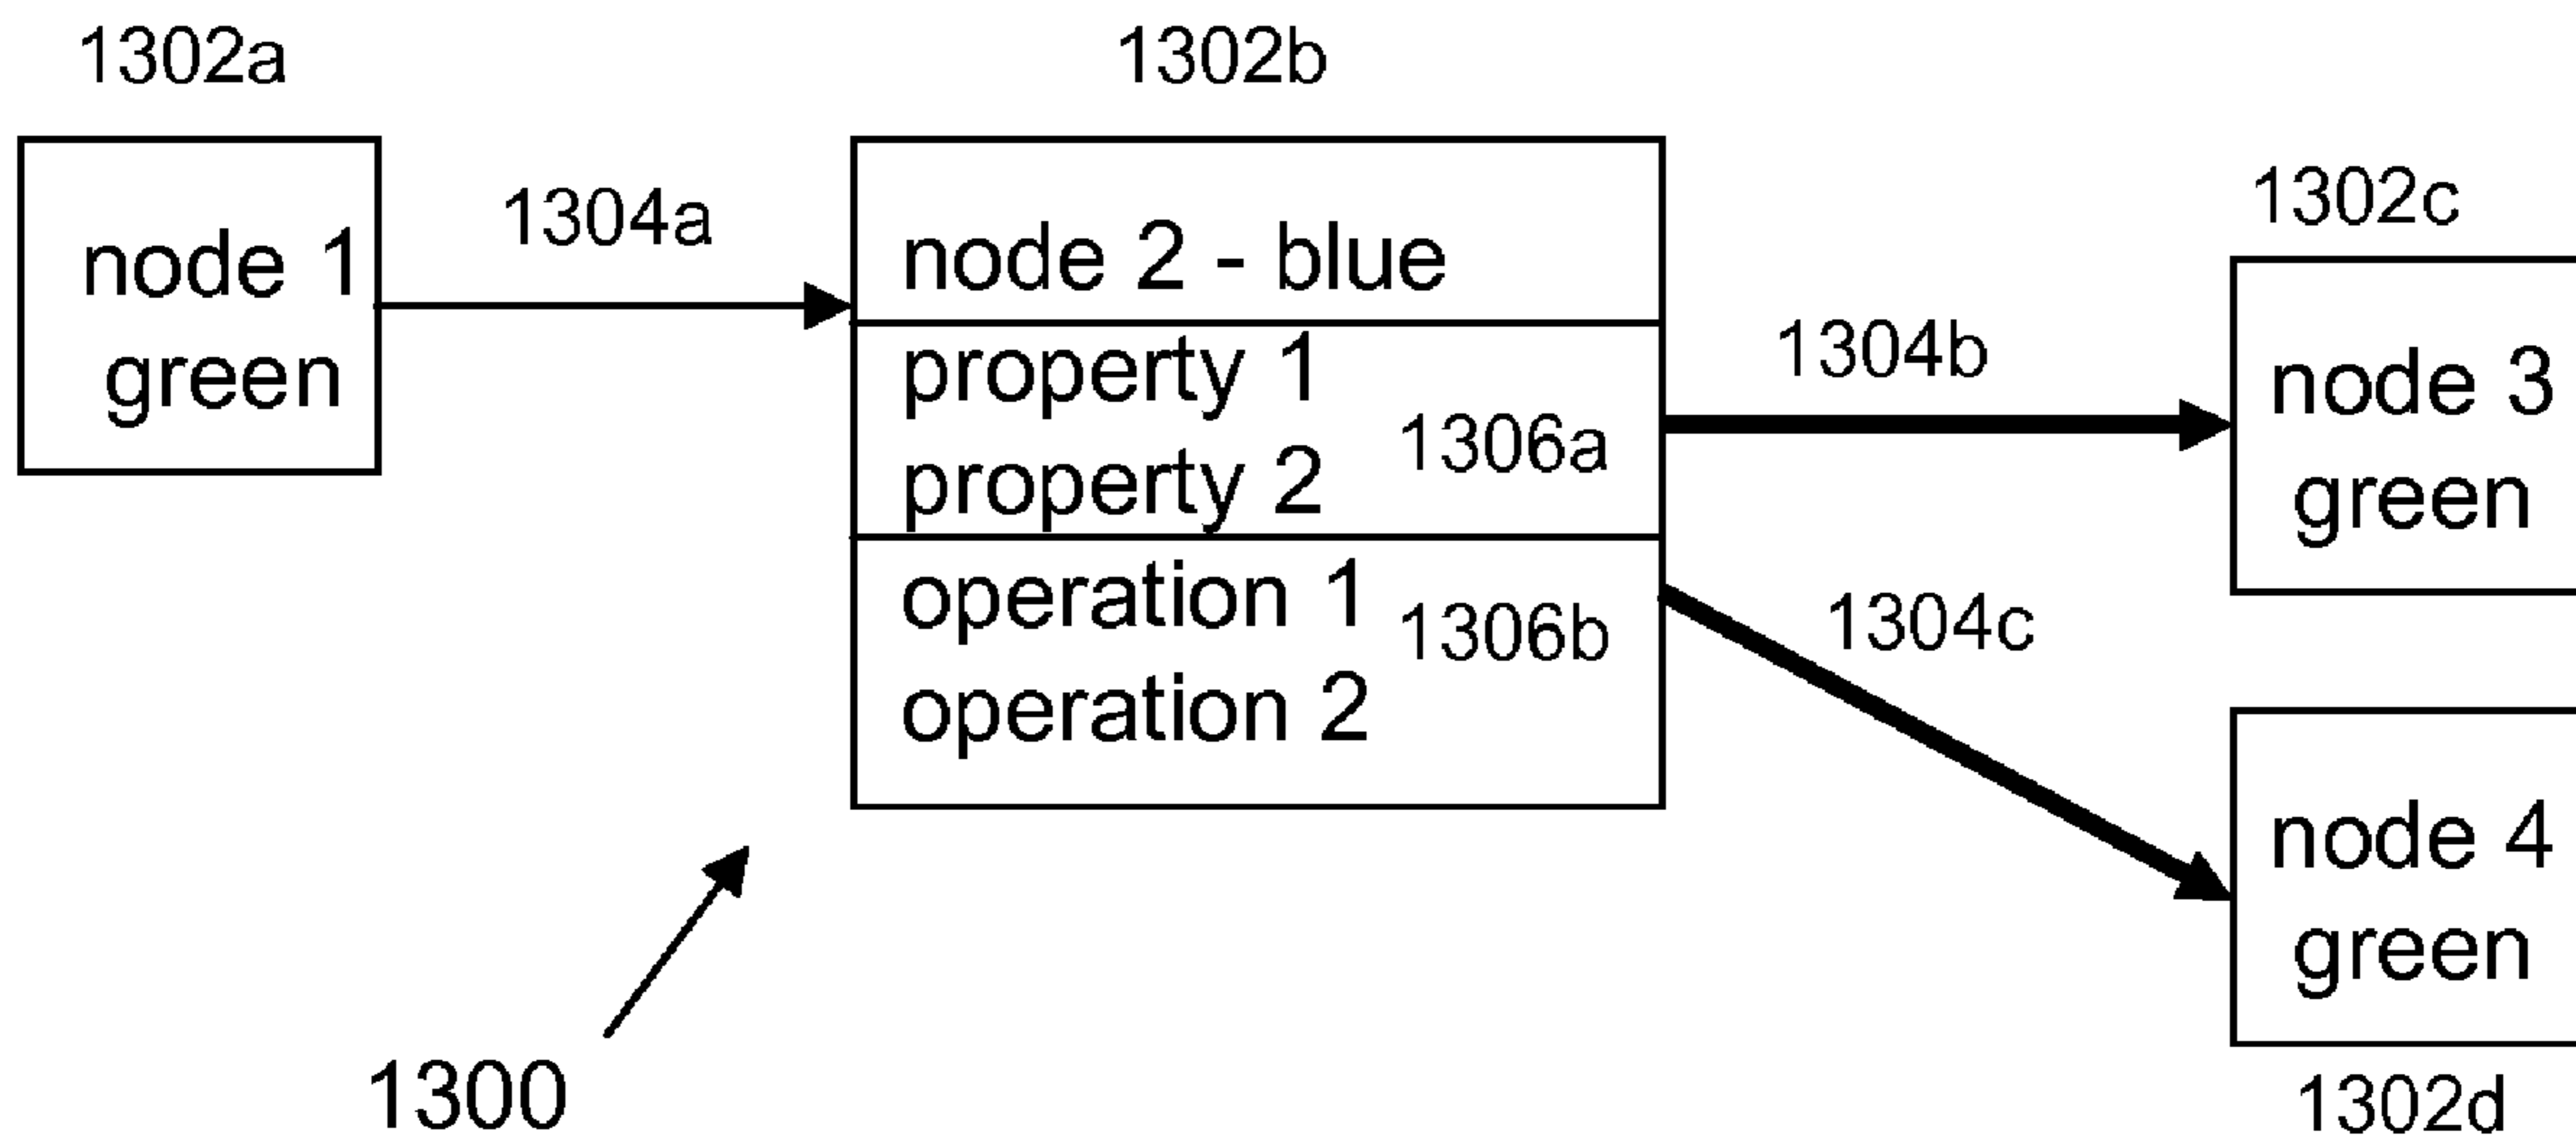 1302a
1302b
node 1
green
1304a
node 2 - blue
property 1
property 2
1306a
operation 1
operation 2
1306b
1304b
1302c
node 3
green
1304c
node 4
green
1302d
1300